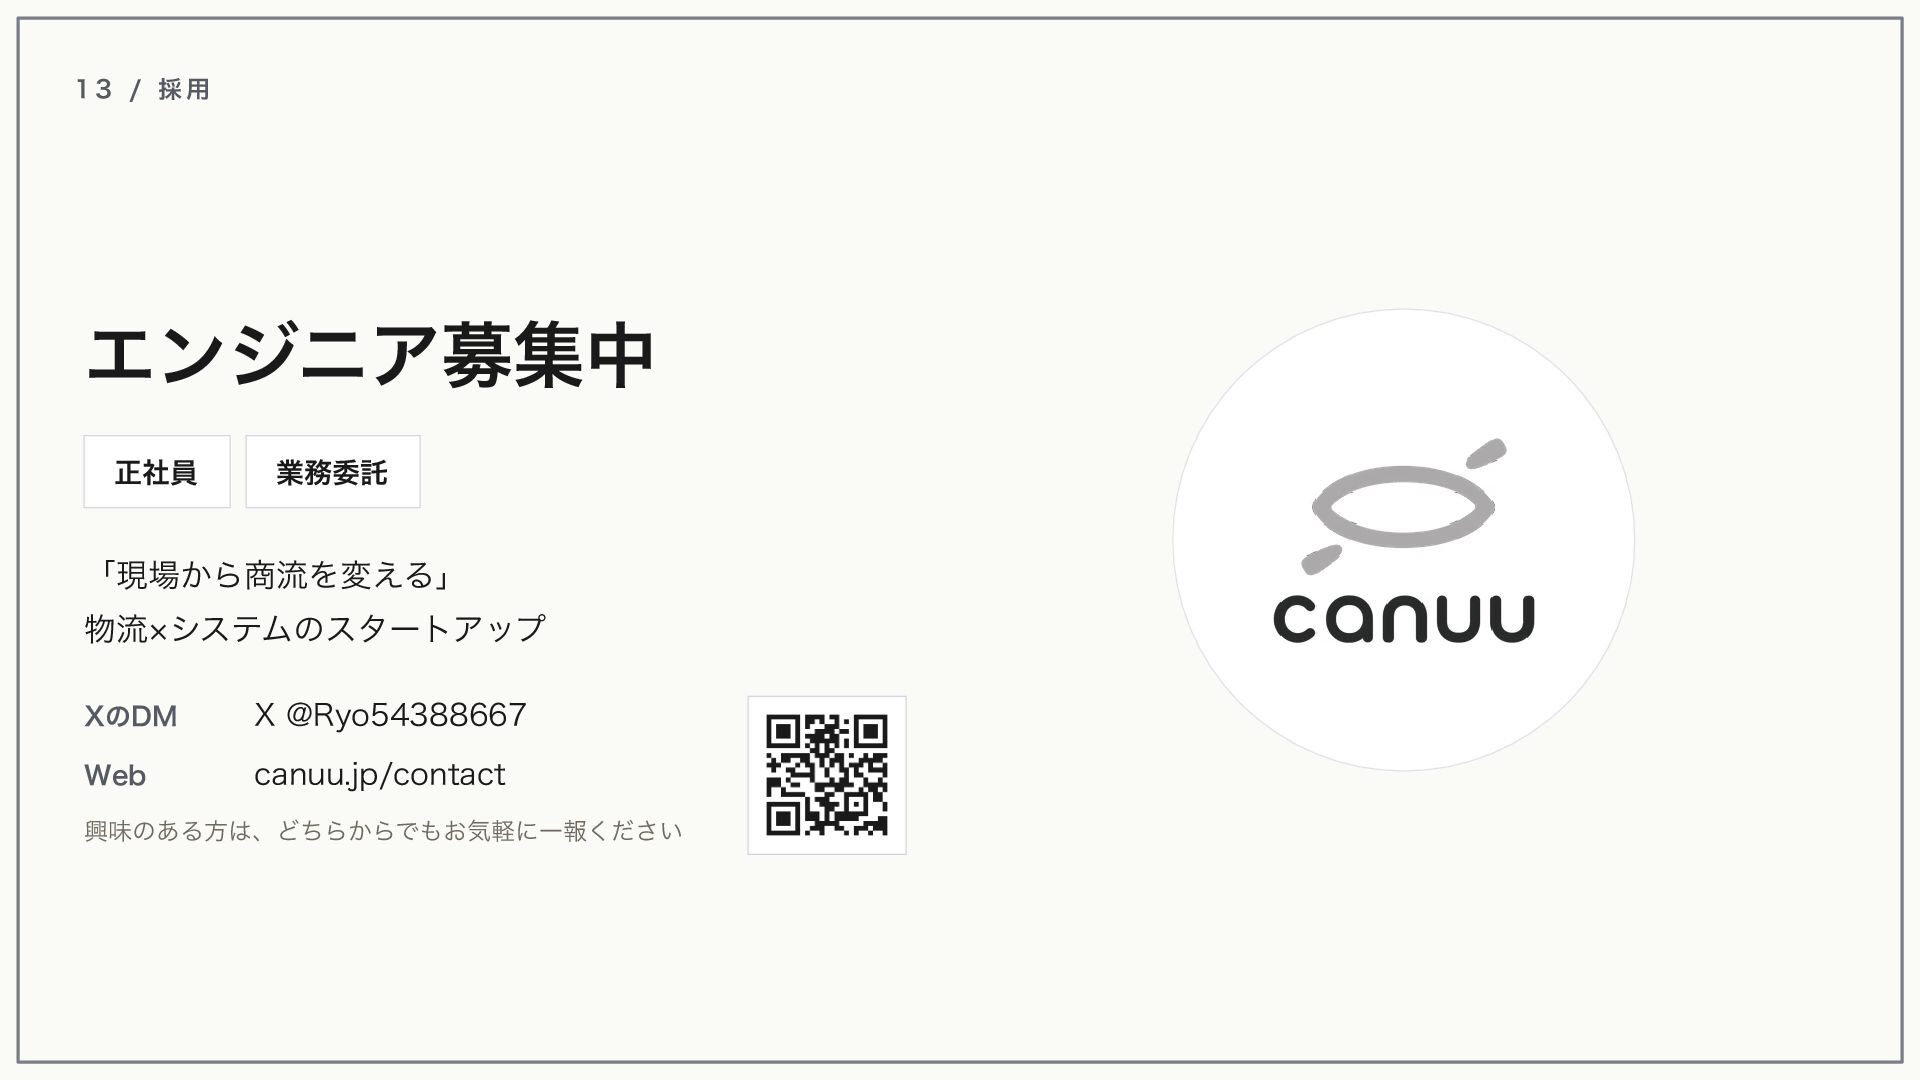 13 / 採用
エンジニア募集中
正社員
業務委託
「現場から商流を変える」
物流×システムのスタートアップ
XのDM X @Ryo54388667
Web canuu.jp/contact
興味のある方は、どちらからでもお気軽に一報ください
canuu